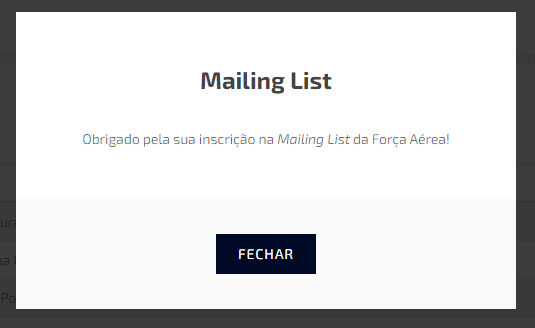 Mailing List
Obrigado pela sua inscrição na Mailing List da Força Aérea!
FECHAR